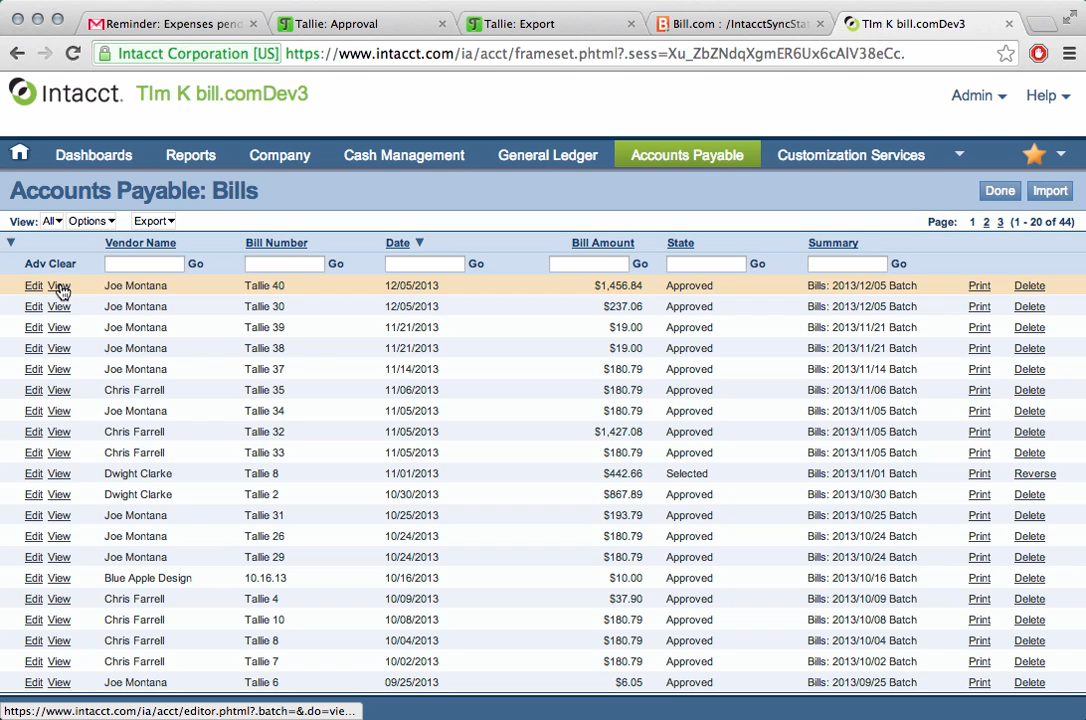 Reminder: Expenses pend
Tallie: Approval
Tallie: Export
Bill.com : /IntacctSyncSta
TIm K bill.comDev3
Intacct Corporation [US] https://www.intacct.com/ia/acct/frameset.phtml?.sess=Xu_ZbZNdqXgmER6Ux6cAlV38eCc.
Intacct. TIm K bill.comDev3
Admin Help
Dashboards Reports Company Cash Management General Ledger Accounts Payable Customization Services
Accounts Payable: Bills
Done Import
View: All Options Export Page: 1 2 3 (1 - 20 of 44)
Vendor Name Bill Number Date Bill Amount State Summary
Adv Clear Go Go Go Go Go Go
Edit View Joe Montana Tallie 40 12/05/2013 $1,456.84 Approved Bills: 2013/12/05 Batch Print Delete
Edit View Joe Montana Tallie 30 12/05/2013 $237.06 Approved Bills: 2013/12/05 Batch Print Delete
Edit View Joe Montana Tallie 39 11/21/2013 $19.00 Approved Bills: 2013/11/21 Batch Print Delete
Edit View Joe Montana Tallie 38 11/21/2013 $19.00 Approved Bills: 2013/11/21 Batch Print Delete
Edit View Joe Montana Tallie 37 11/14/2013 $180.79 Approved Bills: 2013/11/14 Batch Print Delete
Edit View Chris Farrell Tallie 35 11/06/2013 $180.79 Approved Bills: 2013/11/06 Batch Print Delete
Edit View Joe Montana Tallie 34 11/05/2013 $180.79 Approved Bills: 2013/11/05 Batch Print Delete
Edit View Chris Farrell Tallie 32 11/05/2013 $1,427.08 Approved Bills: 2013/11/05 Batch Print Delete
Edit View Chris Farrell Tallie 33 11/05/2013 $180.79 Approved Bills: 2013/11/05 Batch Print Delete
Edit View Dwight Clarke Tallie 8 11/01/2013 $442.66 Selected Bills: 2013/11/01 Batch Print Reverse
Edit View Dwight Clarke Tallie 2 10/30/2013 $867.89 Approved Bills: 2013/10/30 Batch Print Delete
Edit View Joe Montana Tallie 31 10/25/2013 $193.79 Approved Bills: 2013/10/25 Batch Print Delete
Edit View Joe Montana Tallie 26 10/24/2013 $180.79 Approved Bills: 2013/10/24 Batch Print Delete
Edit View Joe Montana Tallie 29 10/24/2013 $180.79 Approved Bills: 2013/10/24 Batch Print Delete
Edit View Blue Apple Design 10.16.13 10/16/2013 $10.00 Approved Bills: 2013/10/16 Batch Print Delete
Edit View Chris Farrell Tallie 4 10/09/2013 $37.90 Approved Bills: 2013/10/09 Batch Print Delete
Edit View Chris Farrell Tallie 10 10/08/2013 $180.79 Approved Bills: 2013/10/08 Batch Print Delete
Edit View Chris Farrell Tallie 8 10/04/2013 $180.79 Approved Bills: 2013/10/04 Batch Print Delete
Edit View Chris Farrell Tallie 7 10/02/2013 $180.79 Approved Bills: 2013/10/02 Batch Print Delete
Edit View Joe Montana Tallie 6 09/25/2013 $6.05 Approved Bills: 2013/09/25 Batch Print Delete
https://www.intacct.com/ia/acct/editor.phtml?.batch=&.do=vie...